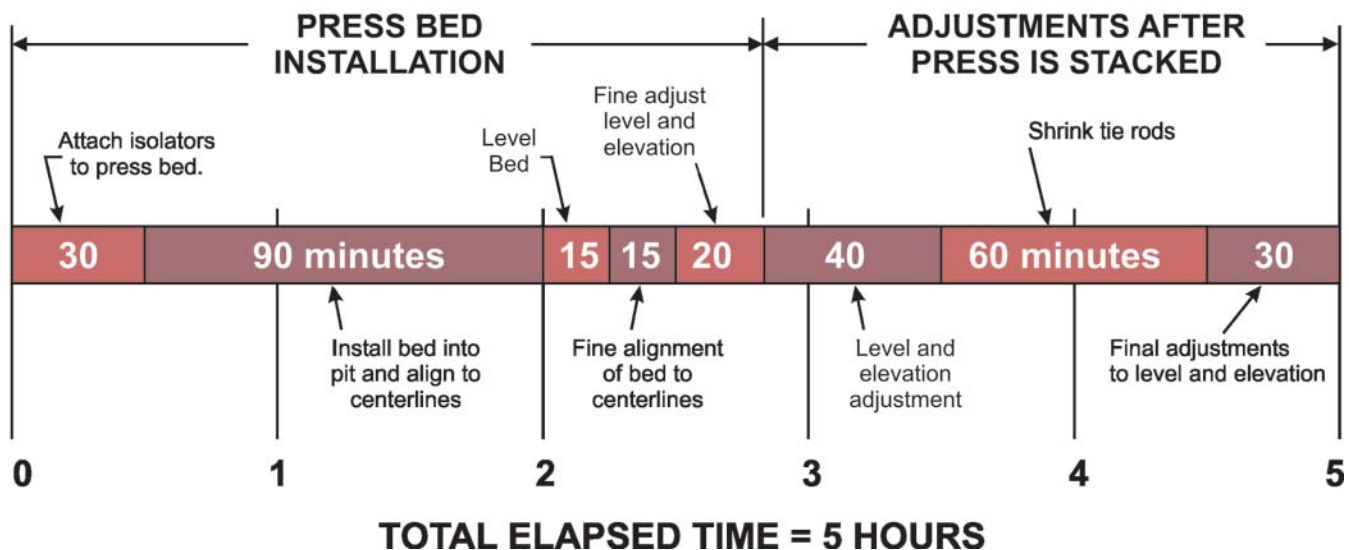 PRESS BED
INSTALLATION
ADJUSTMENTS AFTER
PRESS IS STACKED
Attach isolators
to press bed.
Level
Bed
Fine adjust
level and
elevation
Shrink tie rods
30
90 minutes
15
15
20
40
60 minutes
30
Install bed into
pit and align to
centerlines
Fine alignment
of bed to
centerlines
Level and
elevation
adjustment
Final adjustments
to level and elevation
0
1
2
3
4
5
TOTAL ELAPSED TIME = 5 HOURS